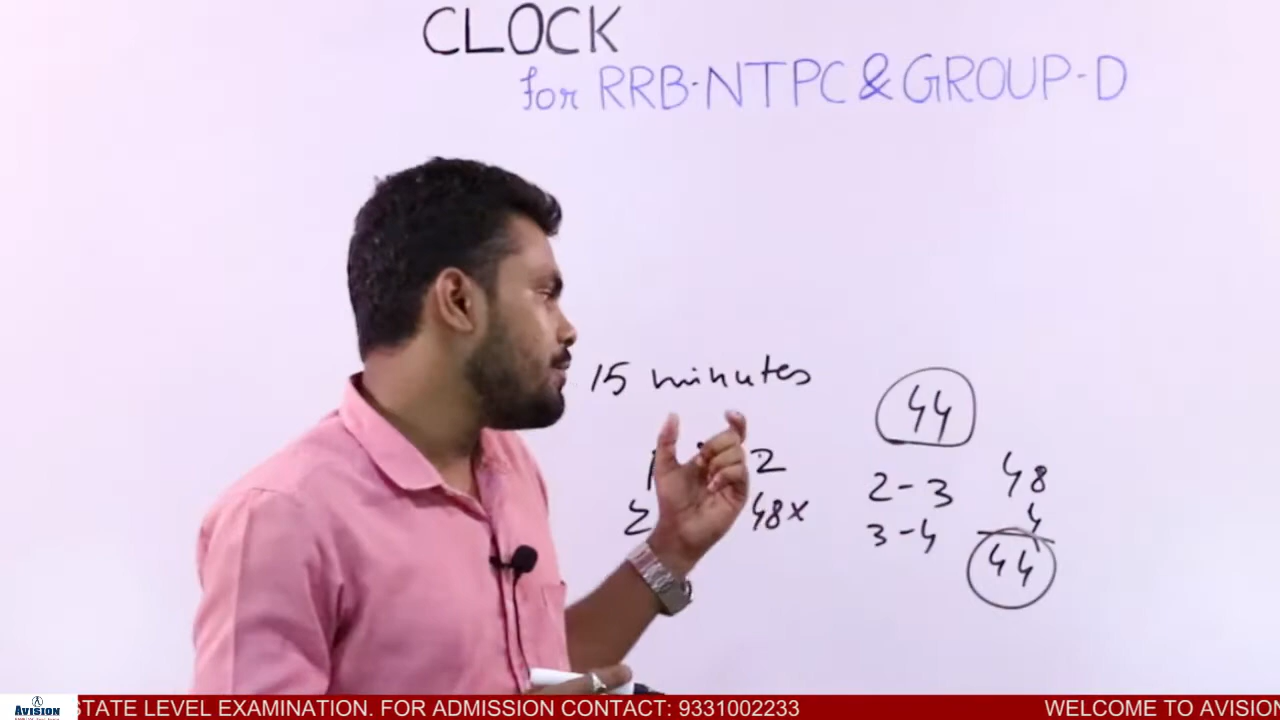 CLOCK
for RRB-NTPC & GROUP-D
15 minutes
44
2
48x
2-3
3-4
48
4
44
AVISION
STATE LEVEL EXAMINATION. FOR ADMISSION CONTACT: 9331002233
WELCOME TO AVISION